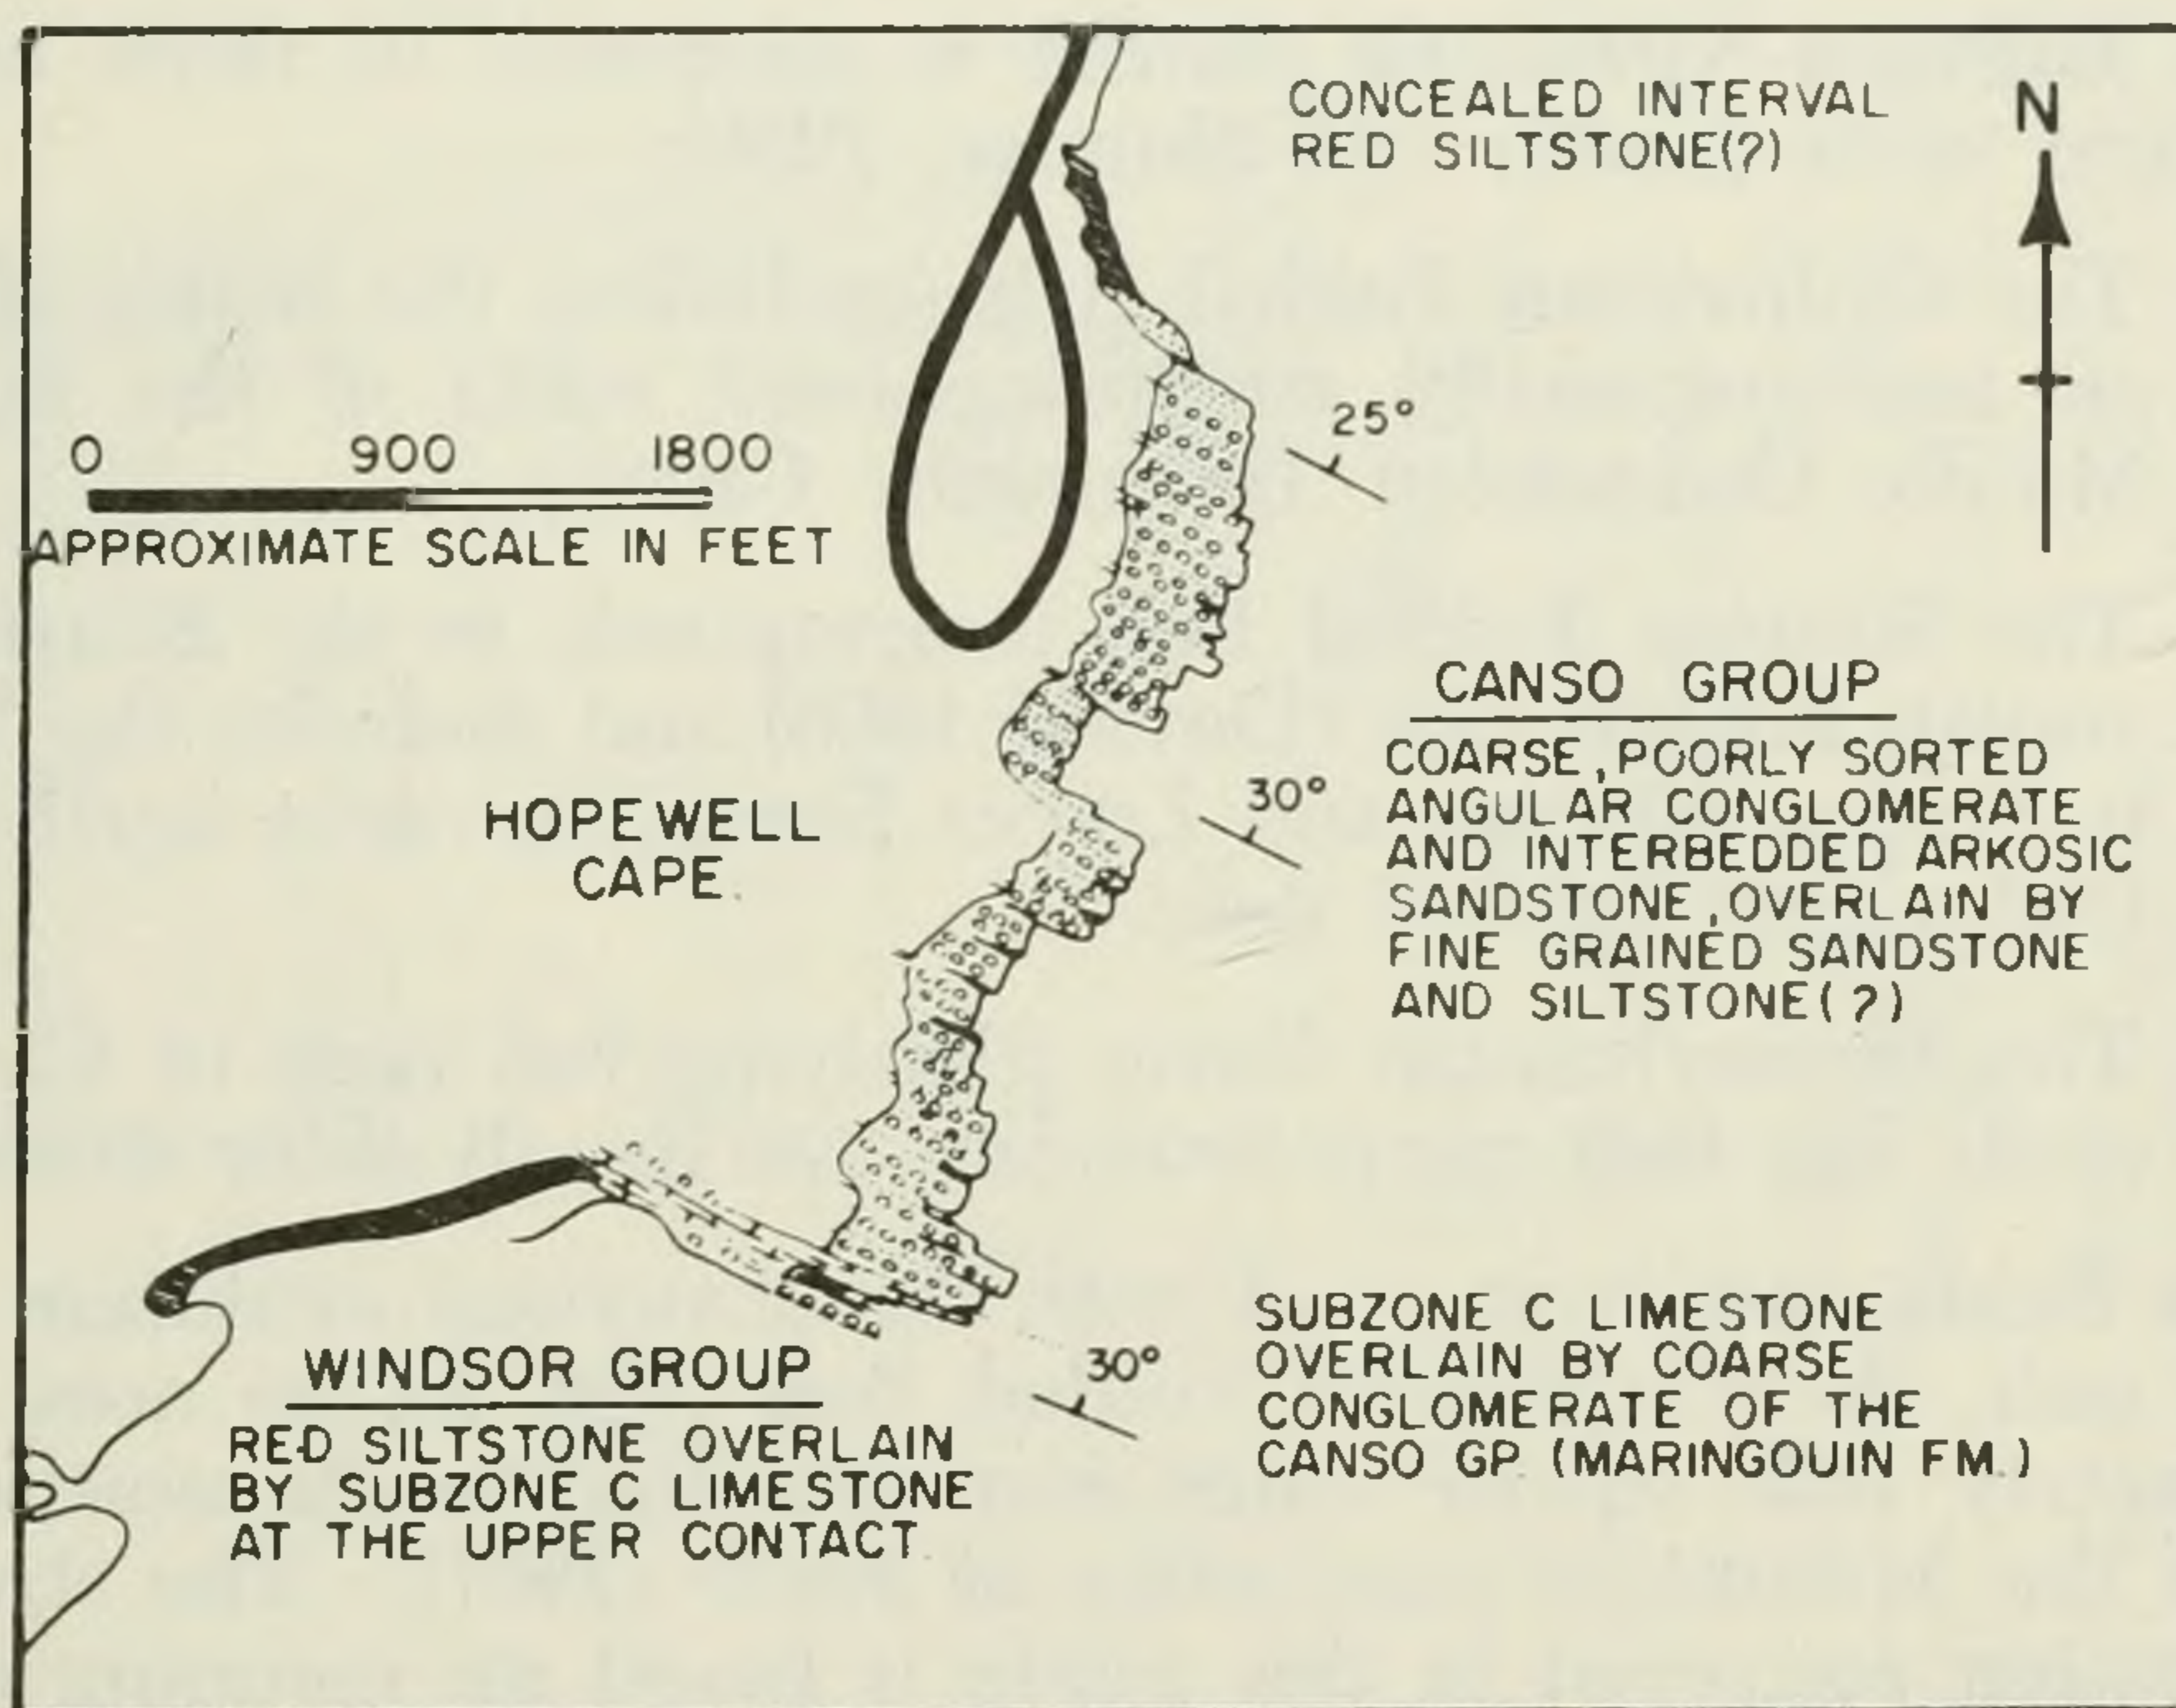 CONCEALED INTERVAL
RED SILTSTONE(?)
N
25°
0 900 1800
APPROXIMATE SCALE IN FEET
CANSO GROUP
COARSE, POORLY SORTED
ANGULAR CONGLOMERATE
AND INTERBEDDED ARKOSIC
SANDSTONE, OVERLAIN BY
FINE GRAINED SANDSTONE
AND SILTSTONE(?)
30°
HOPEWELL
CAPE
SUBZONE C LIMESTONE
OVERLAIN BY COARSE
CONGLOMERATE OF THE
CANSO GP. (MARINGOUIN FM.)
30°
WINDSOR GROUP
RED SILTSTONE OVERLAIN
BY SUBZONE C LIMESTONE
AT THE UPPER CONTACT.